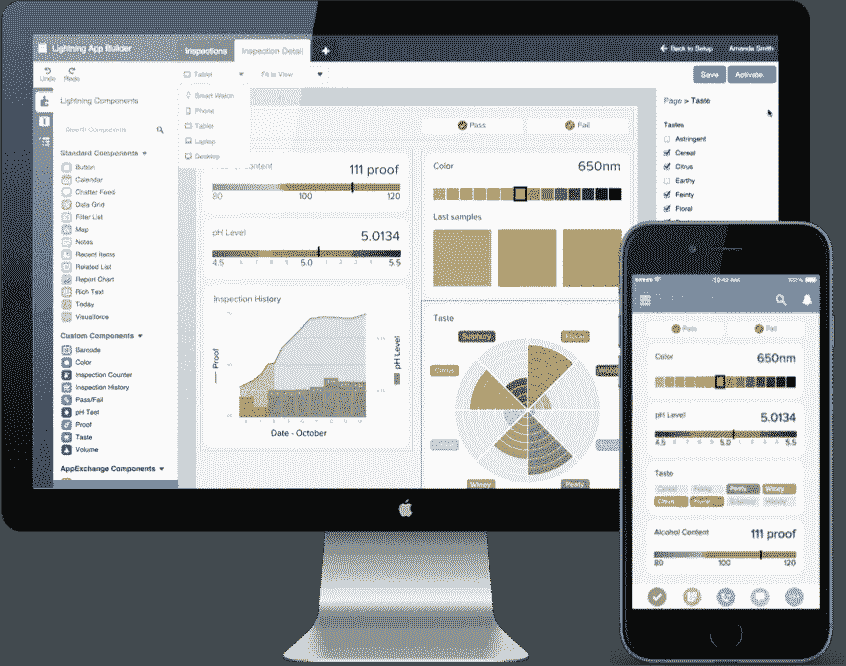 Lightning App Builder
Inspections
Inspection Detail
Back to Setup
Amanda Smith
Undo
Redo
Tablet
Fit to View
Save
Activate
Lightning Components
Search Components
Standard Components
Button
Calendar
Chatter Feed
Data Grid
Filter List
Map
Notes
Recent Items
Related List
Report Chart
Rich Text
Today
Visualforce
Custom Components
Barcode
Color
Inspection Counter
Inspection History
Pass/Fail
pH Test
Proof
Taste
Volume
AppExchange Components
Smart Watch
Phone
Tablet
Laptop
Desktop
Pass
Fail
Content
111 proof
80 100 120
pH Level
5.0134
4.5 5.0 5.5
Inspection History
Proof
pH Level
Date - October
Color
650nm
Last samples
Taste
Sulphury
Floral
Citrus
Winey
Peaty
Page > Taste
Tastes
Astringent
Cereal
Citrus
Earthy
Feinty
Floral
10:42 AM
Pass
Fail
Color
650nm
pH Level
5.0134
4.5 5.0 5.5
Taste
Cereal
Peaty
Winey
Citrus
Floral
Alcohol Content
111 proof
80 100 120